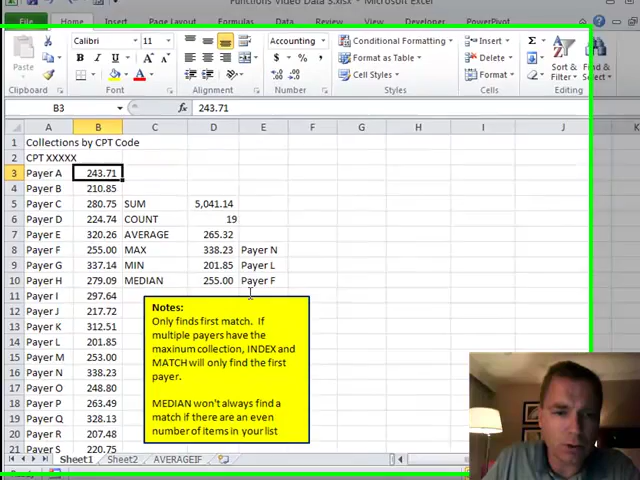 Functions Video Data 3.xlsx - Microsoft Excel
File Home Insert Page Layout Formulas Data Review View Developer PowerPivot
Calibri 11 Accounting Conditional Formatting Insert Σ
Paste B I U $ % , Format as Table Delete Sort & Find &
Cell Styles Format Filter Select
Clipboard Font Alignment Number Styles Cells Editing
B3 fx 243.71
A B C D E F G H I J K
1 Collections by CPT Code
2 CPT XXXXX
3 Payer A 243.71
4 Payer B 210.85
5 Payer C 280.75 SUM 5,041.14
6 Payer D 224.74 COUNT 19
7 Payer E 320.26 AVERAGE 265.32
8 Payer F 255.00 MAX 338.23 Payer N
9 Payer G 337.14 MIN 201.85 Payer L
10 Payer H 279.09 MEDIAN 255.00 Payer F
11 Payer I 297.64
12 Payer J 217.72
13 Payer K 312.51
14 Payer L 201.85
15 Payer M 253.00
16 Payer N 338.23
17 Payer O 248.80
18 Payer P 263.49
19 Payer Q 328.13
20 Payer R 207.48
21 Payer S 220.75
Notes:
Only finds first match. If
multiple payers have the
maxinum collection, INDEX and
MATCH will only find the first
payer.
MEDIAN won't always find a
match if there are an even
number of items in your list
Sheet1 Sheet2 AVERAGEIF